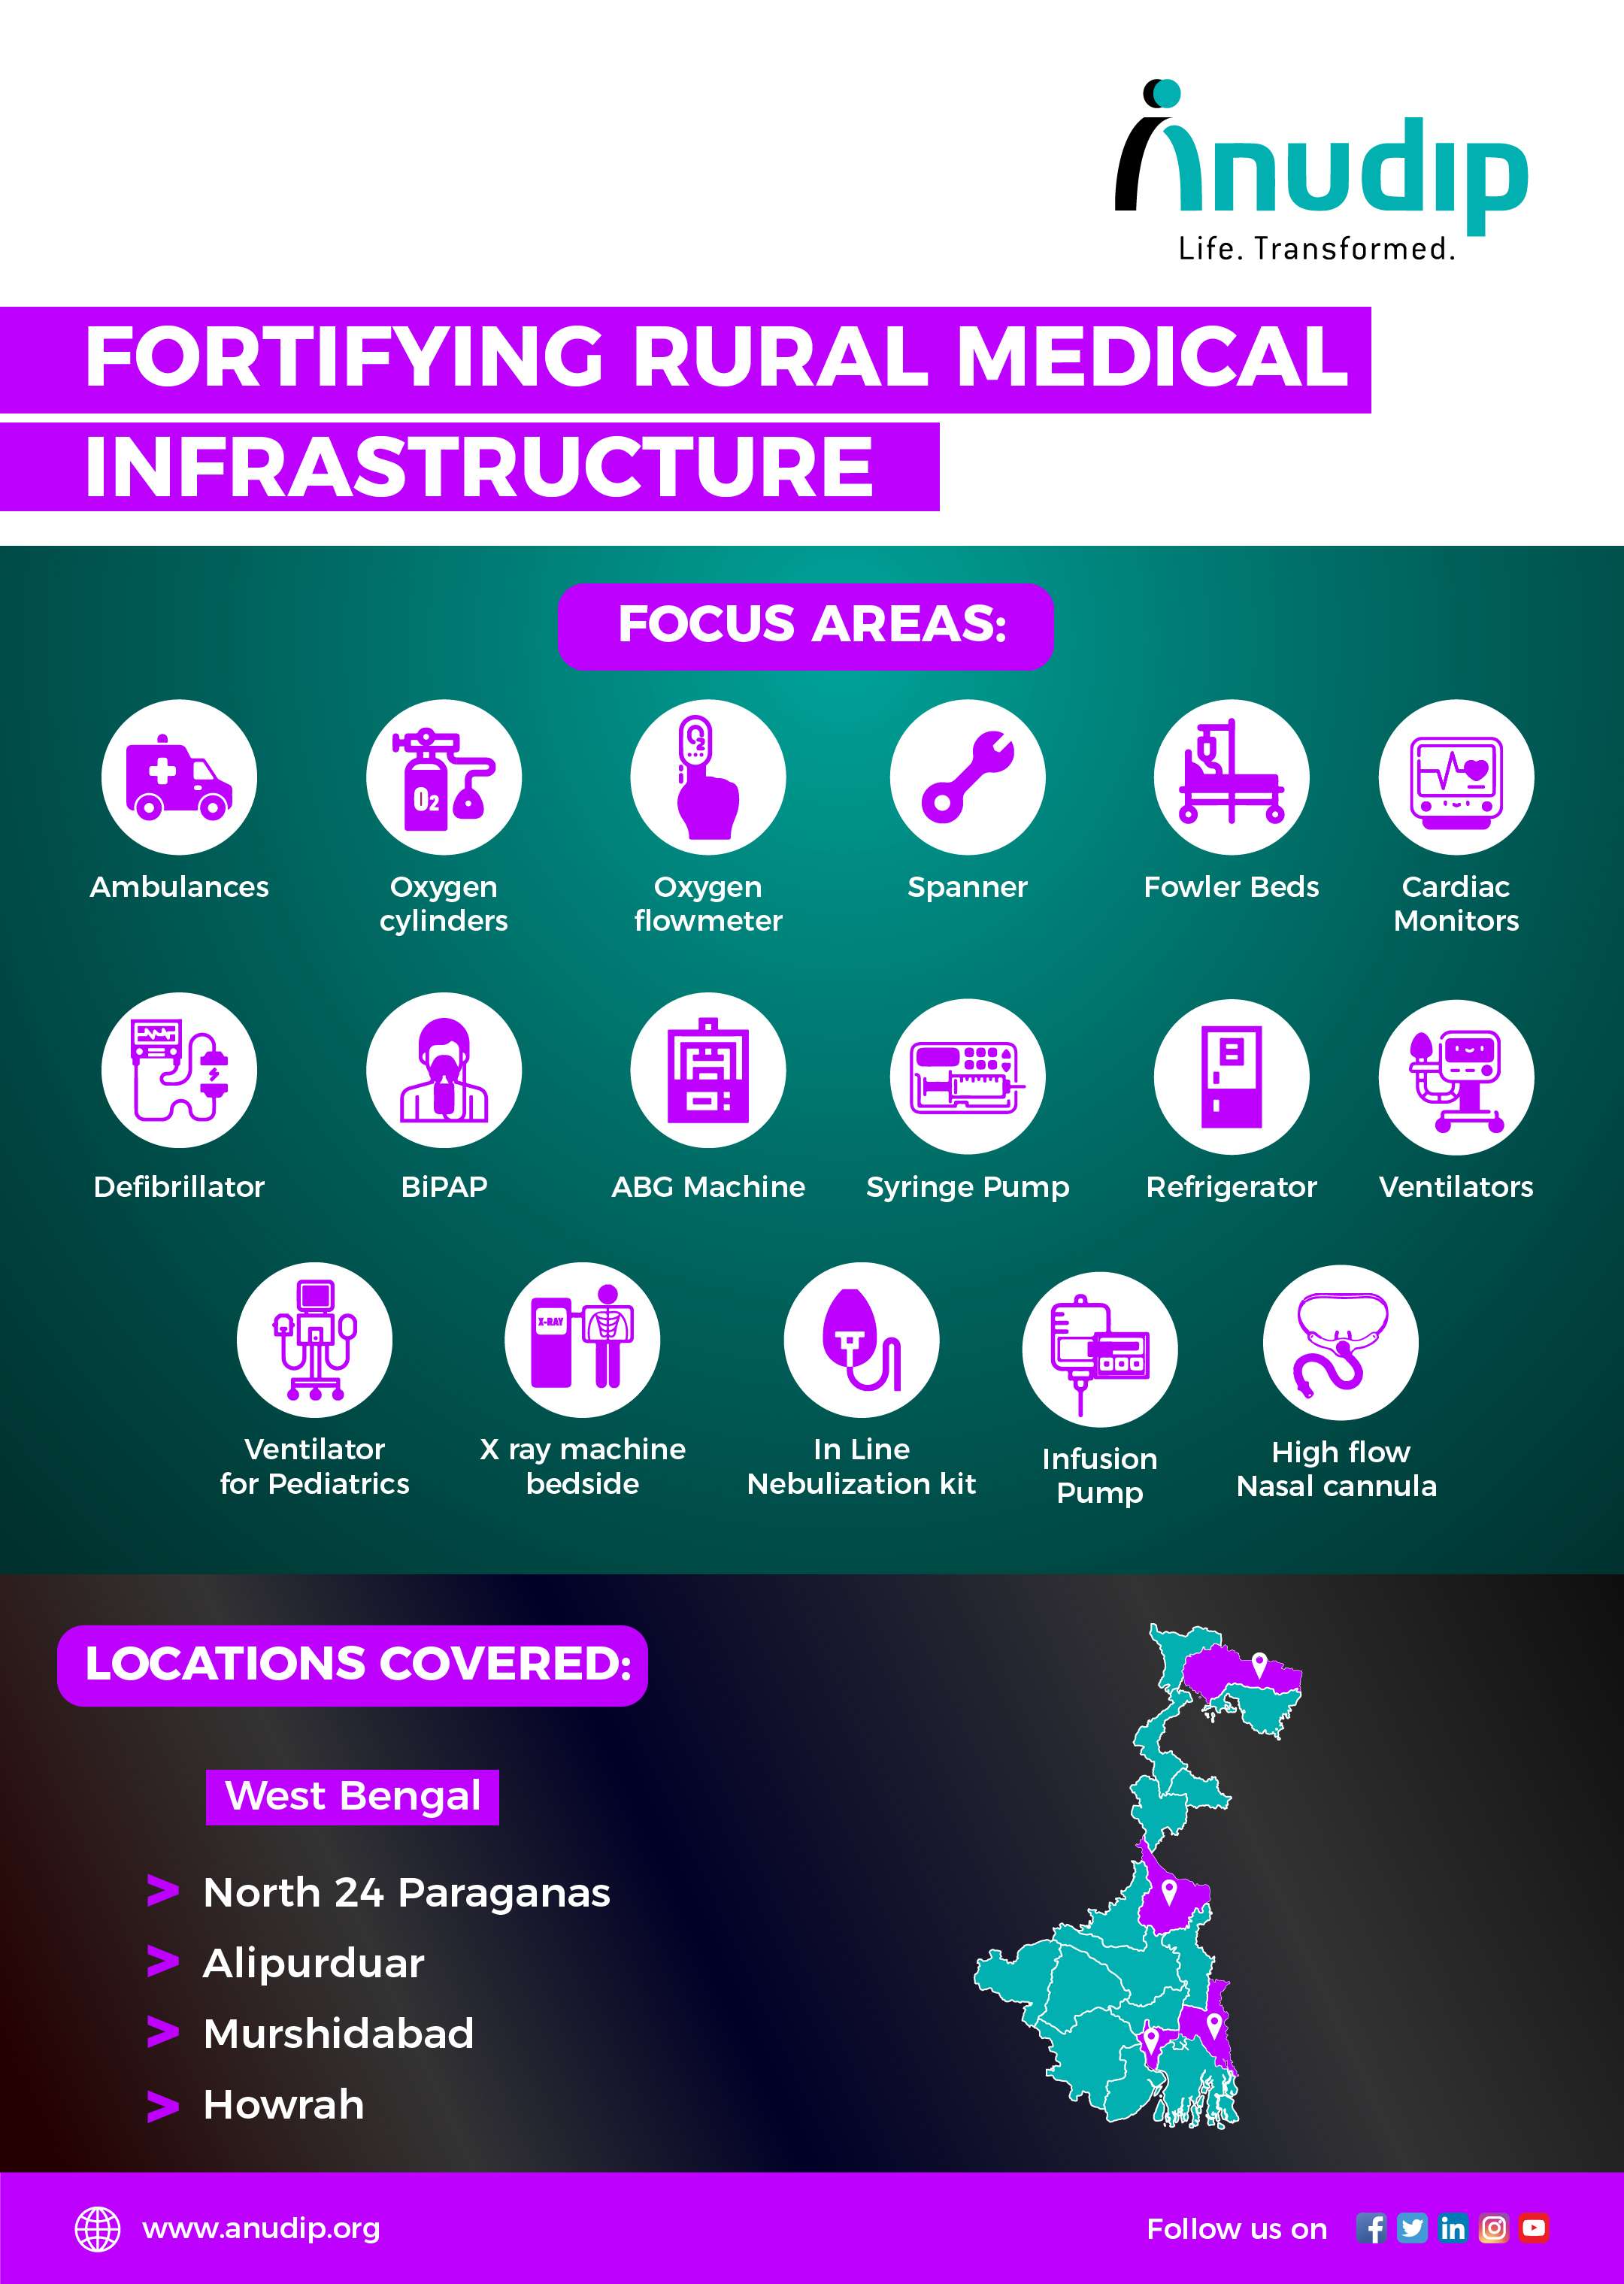 Anudip
Life. Transformed.
FORTIFYING RURAL MEDICAL
INFRASTRUCTURE
FOCUS AREAS:
O2
O2
Ambulances
Oxygen
cylinders
Oxygen
flowmeter
Spanner
Fowler Beds
Cardiac
Monitors
Defibrillator
BiPAP
ABG Machine
Syringe Pump
Refrigerator
Ventilators
X-RAY
Ventilator
for Pediatrics
X ray machine
bedside
In Line
Nebulization kit
Infusion
Pump
High flow
Nasal cannula
LOCATIONS COVERED:
West Bengal
> North 24 Paraganas
> Alipurduar
> Murshidabad
> Howrah
www.anudip.org
Follow us on